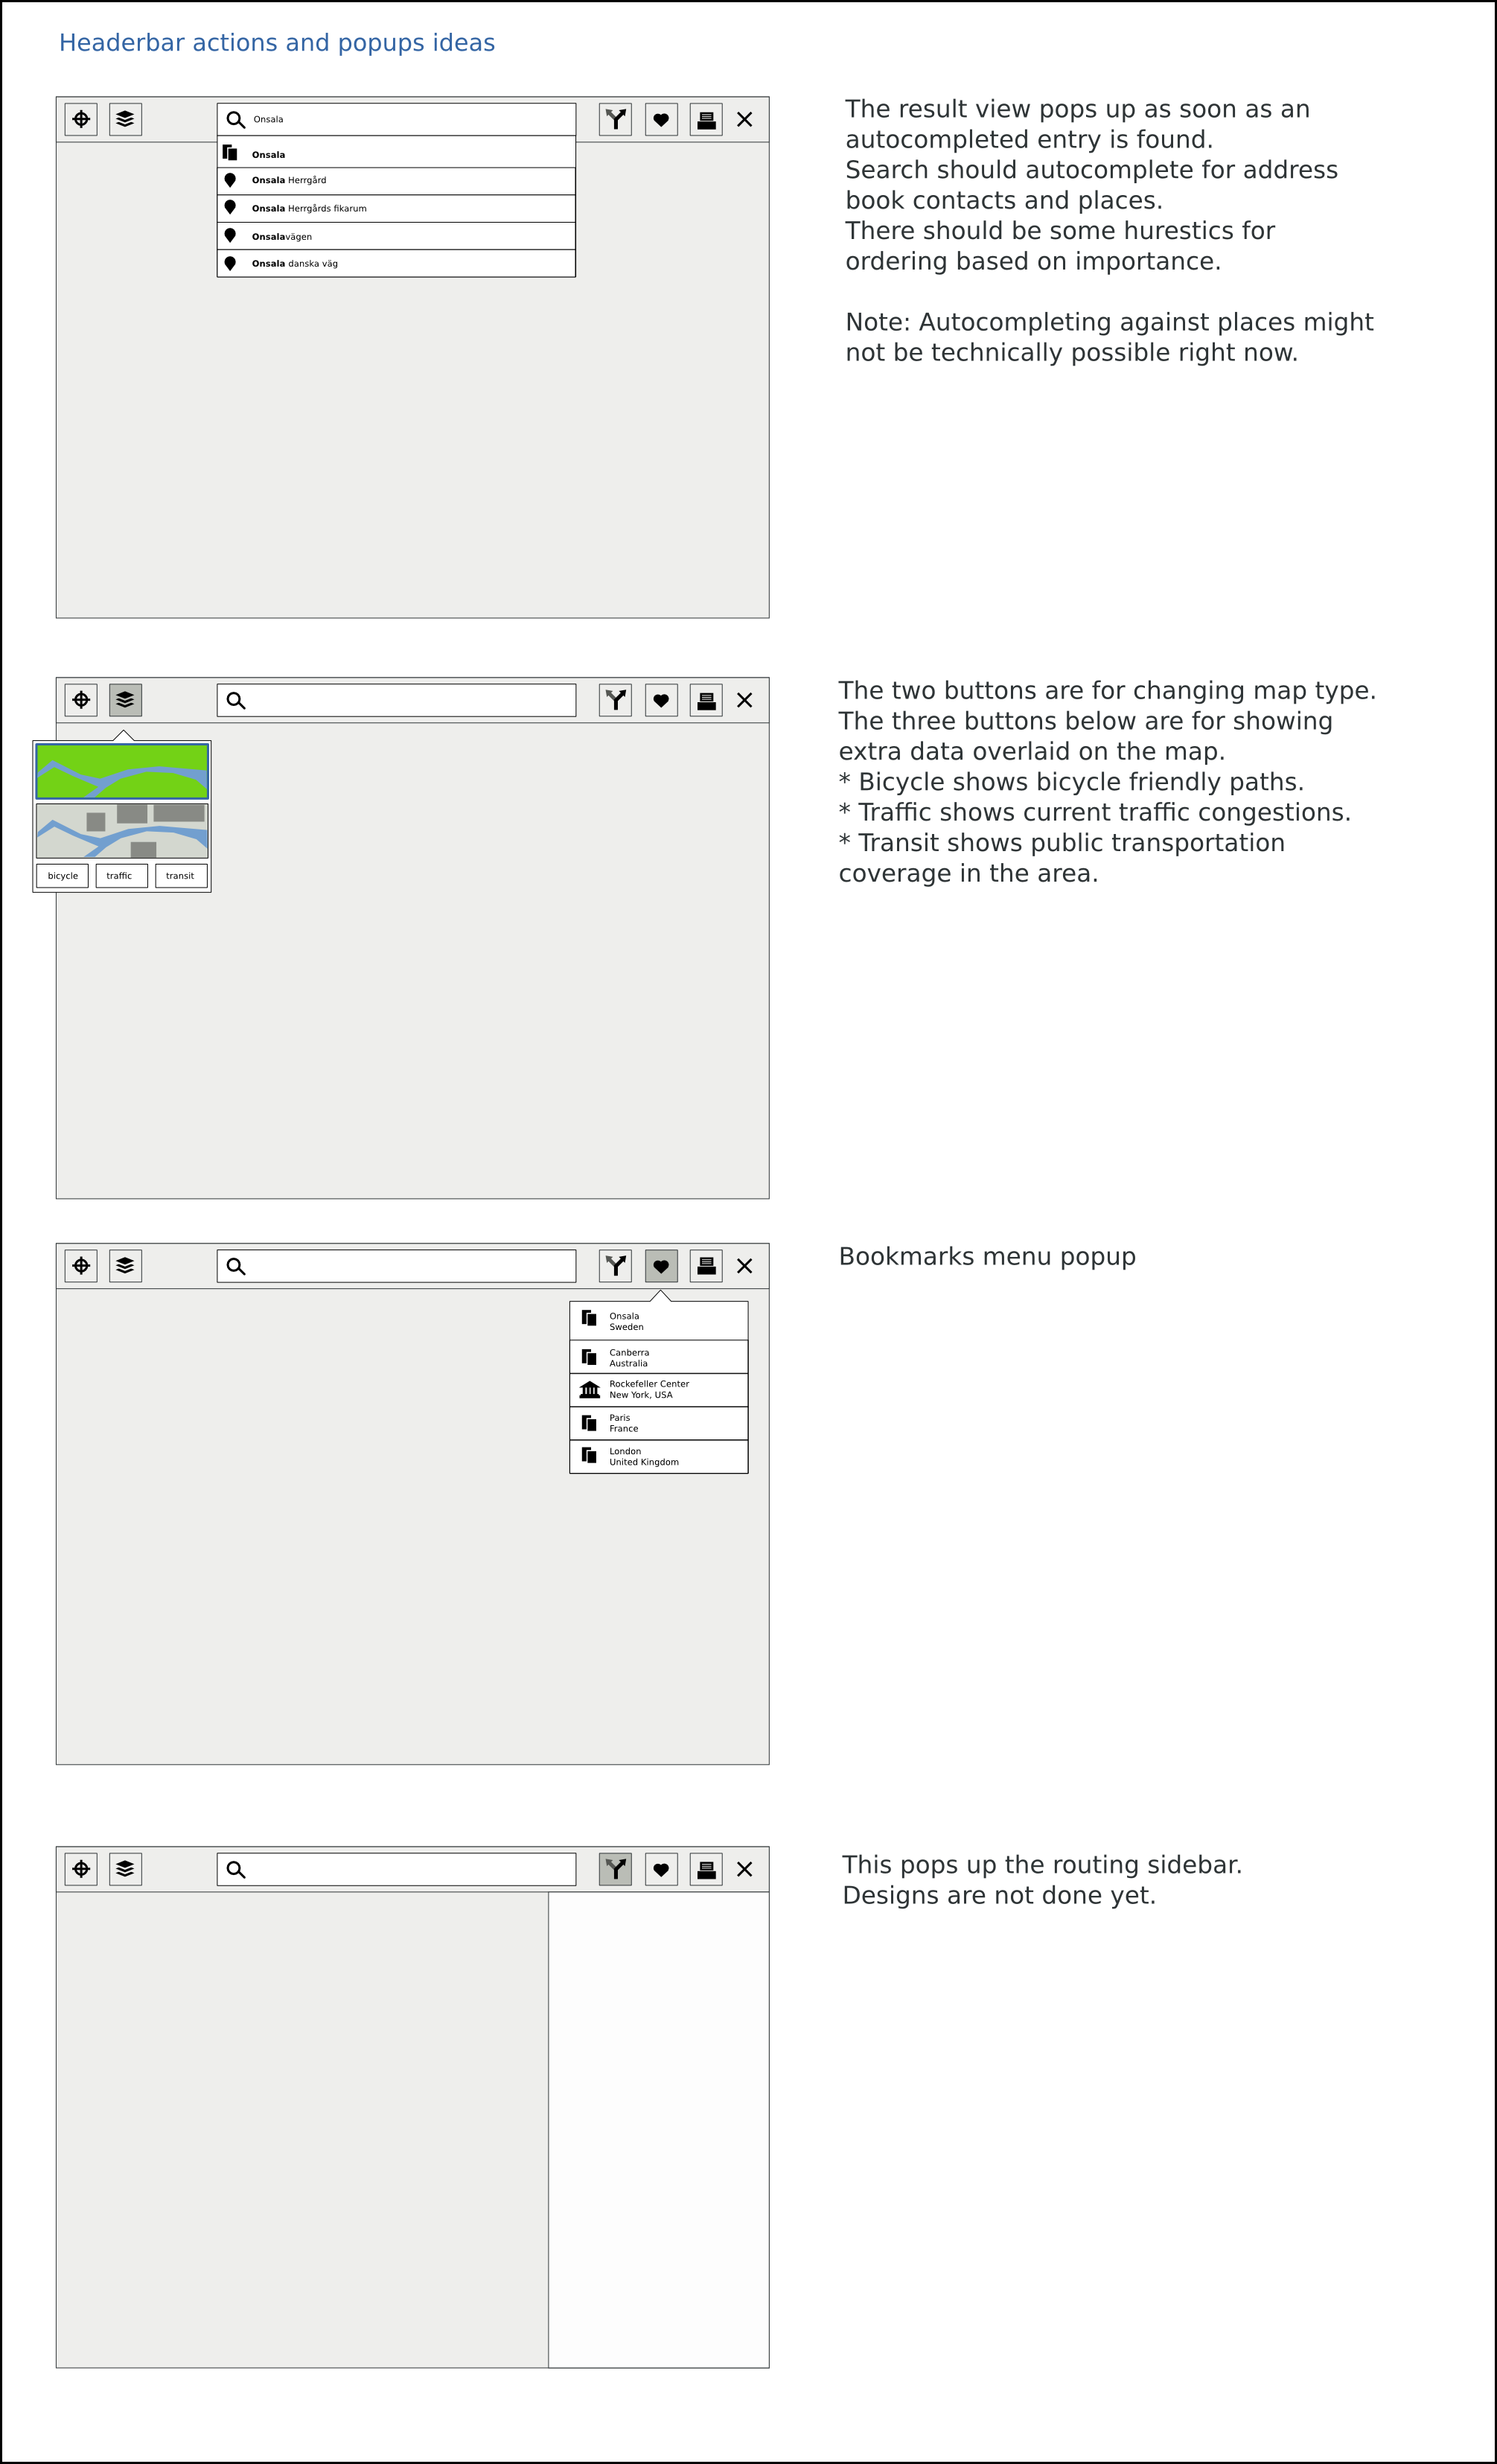 Headerbar actions and popups ideas
Onsala
Onsala
Onsala Herrgård
Onsala Herrgårds fikarum
Onsalavägen
Onsala danska väg
The result view pops up as soon as an
autocompleted entry is found.
Search should autocomplete for address
book contacts and places.
There should be some hurestics for
ordering based on importance.
Note: Autocompleting against places might
not be technically possible right now.
bicycle
traffic
transit
The two buttons are for changing map type.
The three buttons below are for showing
extra data overlaid on the map.
* Bicycle shows bicycle friendly paths.
* Traffic shows current traffic congestions.
* Transit shows public transportation
coverage in the area.
Onsala
Sweden
Canberra
Australia
Rockefeller Center
New York, USA
Paris
France
London
United Kingdom
Bookmarks menu popup
This pops up the routing sidebar.
Designs are not done yet.